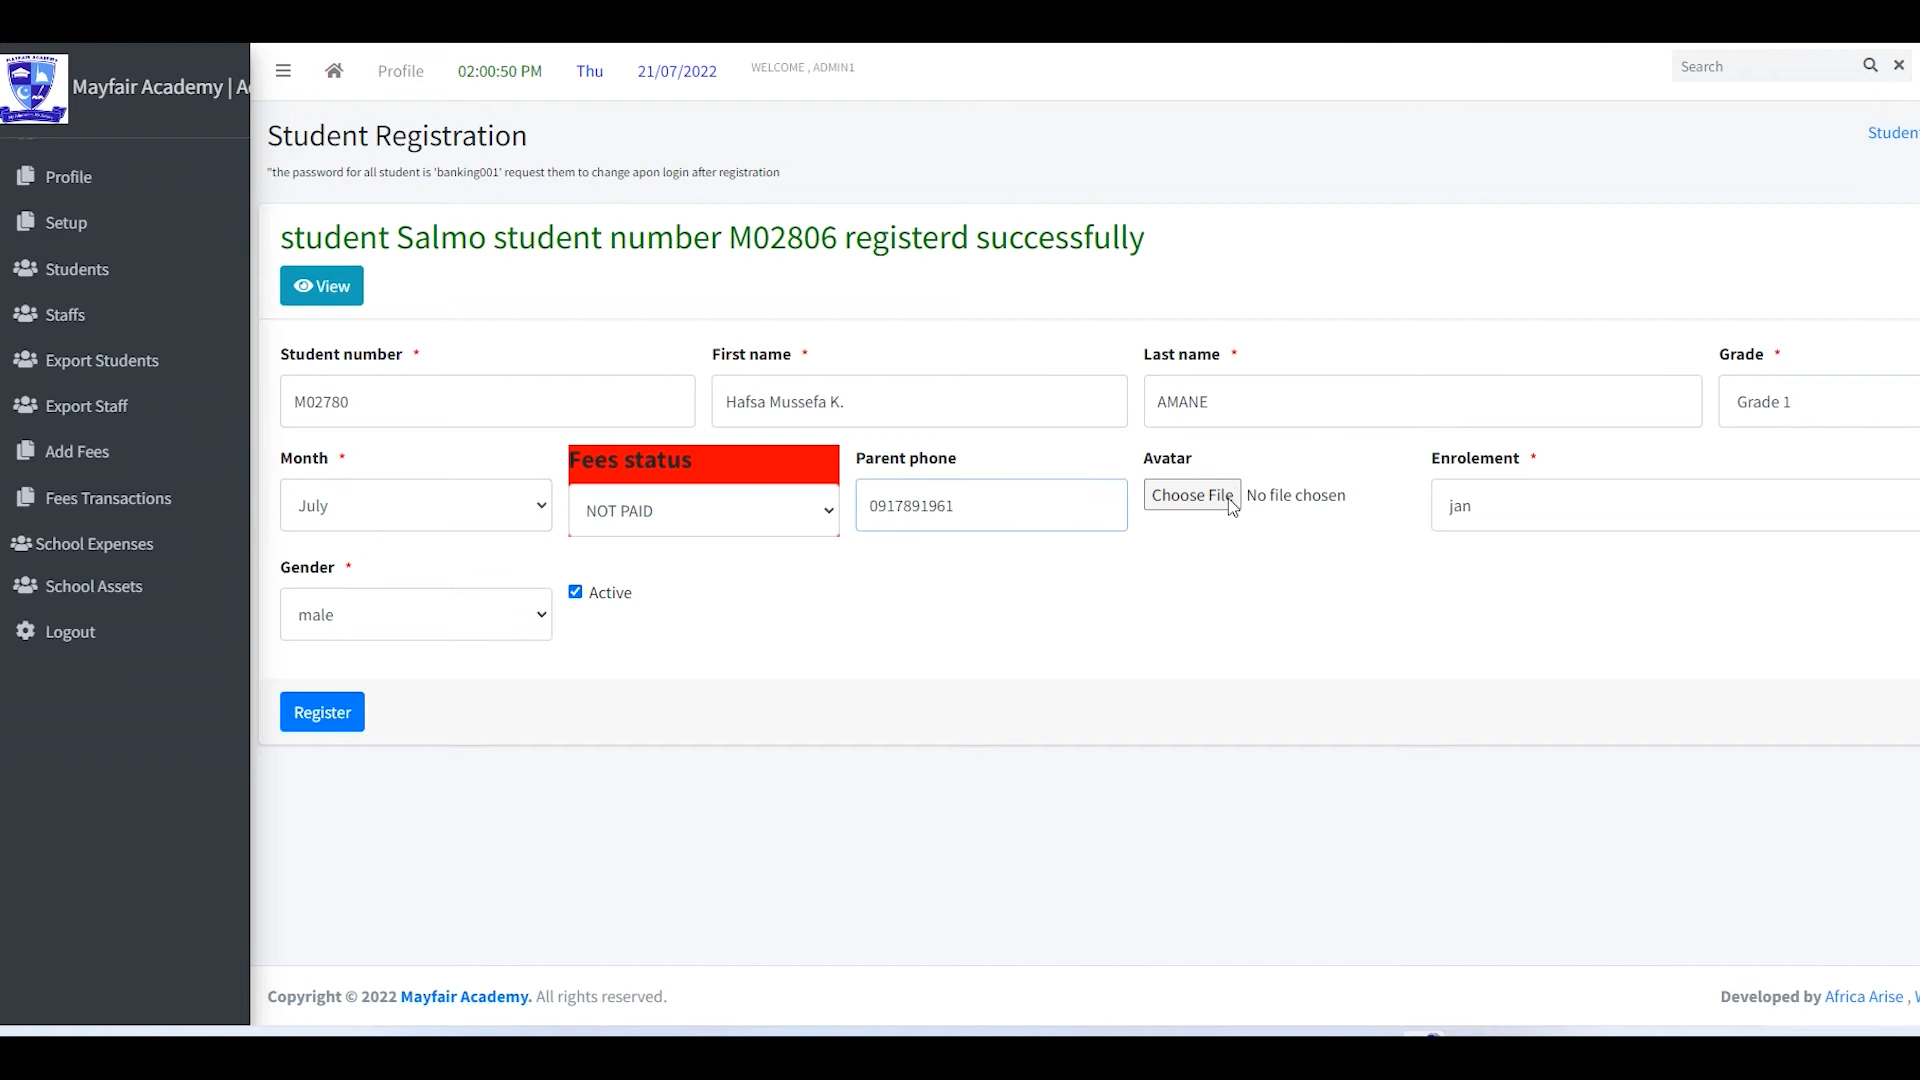 Mayfair Academy | A
Profile 02:00:50 PM Thu 21/07/2022 WELCOME , ADMIN1
Search
Student Registration
Studen
"the password for all student is 'banking001' request them to change apon login after registration
Profile
Setup
Students
Staffs
Export Students
Export Staff
Add Fees
Fees Transactions
School Expenses
School Assets
Logout
student Salmo student number M02806 registerd successfully
View
Student number * First name * Last name * Grade *
M02780 Hafsa Mussefa K. AMANE Grade 1
Month * Fees status Parent phone Avatar Enrolement *
July NOT PAID 0917891961 Choose File No file chosen jan
Gender *
male Active
Register
Copyright © 2022 Mayfair Academy. All rights reserved.
Developed by Africa Arise ,